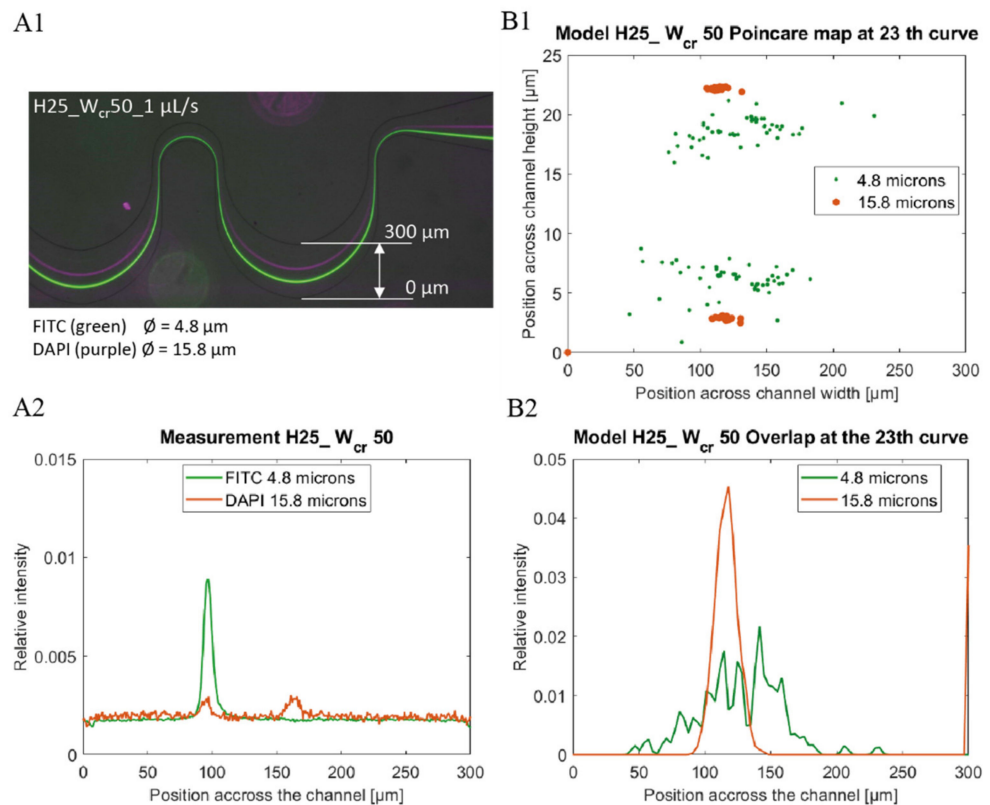 A1
H25_Wcr50_1 µL/s
300 µm
0 µm
FITC (green) Ø = 4.8 µm
DAPI (purple) Ø = 15.8 µm
B1
Model H25_ Wcr 50 Poincare map at 23 th curve
25
20
15
10
5
0
Position across channel height [µm]
4.8 microns
15.8 microns
0
50
100
150
200
250
300
Position across channel width [µm]
A2
Measurement H25_ Wcr 50
0.015
0.01
0.005
0
Relative intensity
FITC 4.8 microns
DAPI 15.8 microns
0
50
100
150
200
250
300
Position accross the channel [µm]
B2
Model H25_ Wcr 50 Overlap at the 23th curve
0.05
0.04
0.03
0.02
0.01
0
Relative intensity
4.8 microns
15.8 microns
0
50
100
150
200
250
300
Position accross the channel [µm]